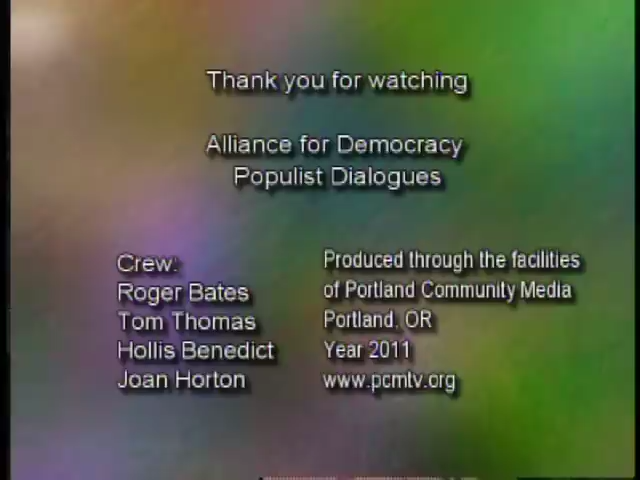 Thank you for watching
Alliance for Democracy
Populist Dialogues
Crew:
Roger Bates
Tom Thomas
Hollis Benedict
Joan Horton
Produced through the facilities
of Portland Community Media
Portland, OR
Year 2011
www.pcmtv.org